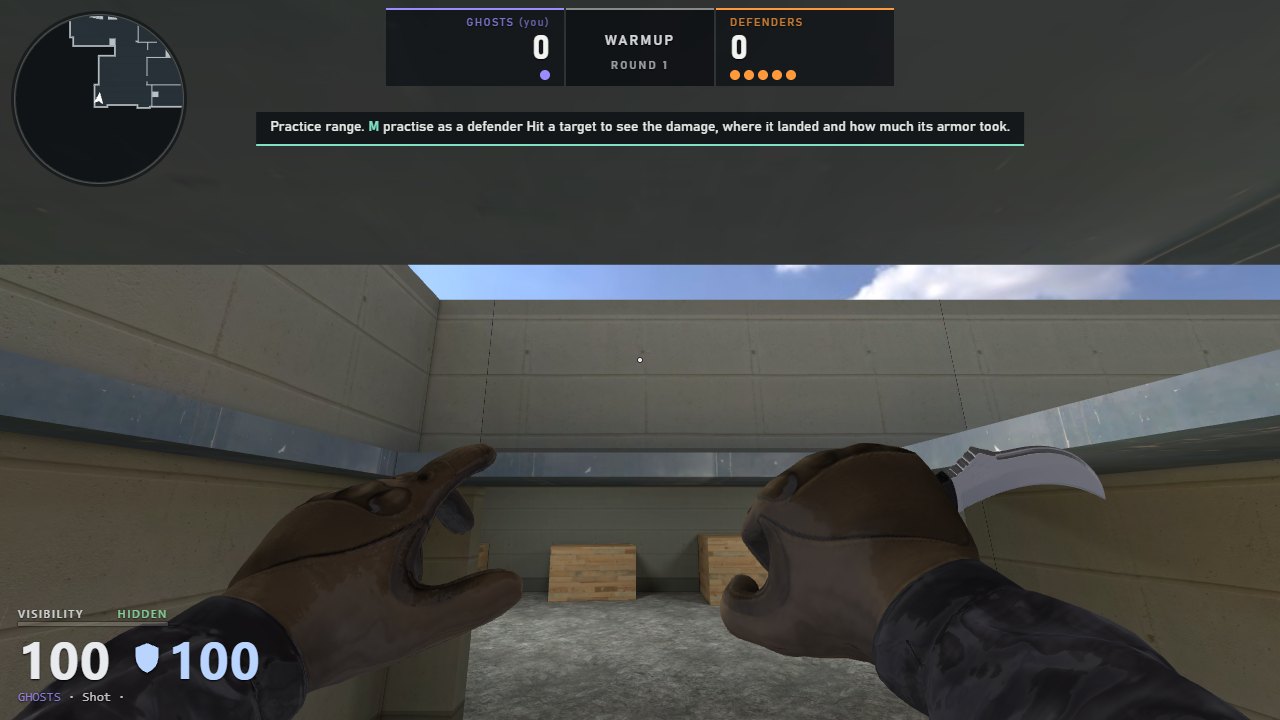 GHOSTS (you)
0
WARMUP
ROUND 1
DEFENDERS
0
Practice range. M practise as a defender Hit a target to see the damage, where it landed and how much its armor took.
VISIBILITY HIDDEN
100 100
GHOSTS · Shot ·